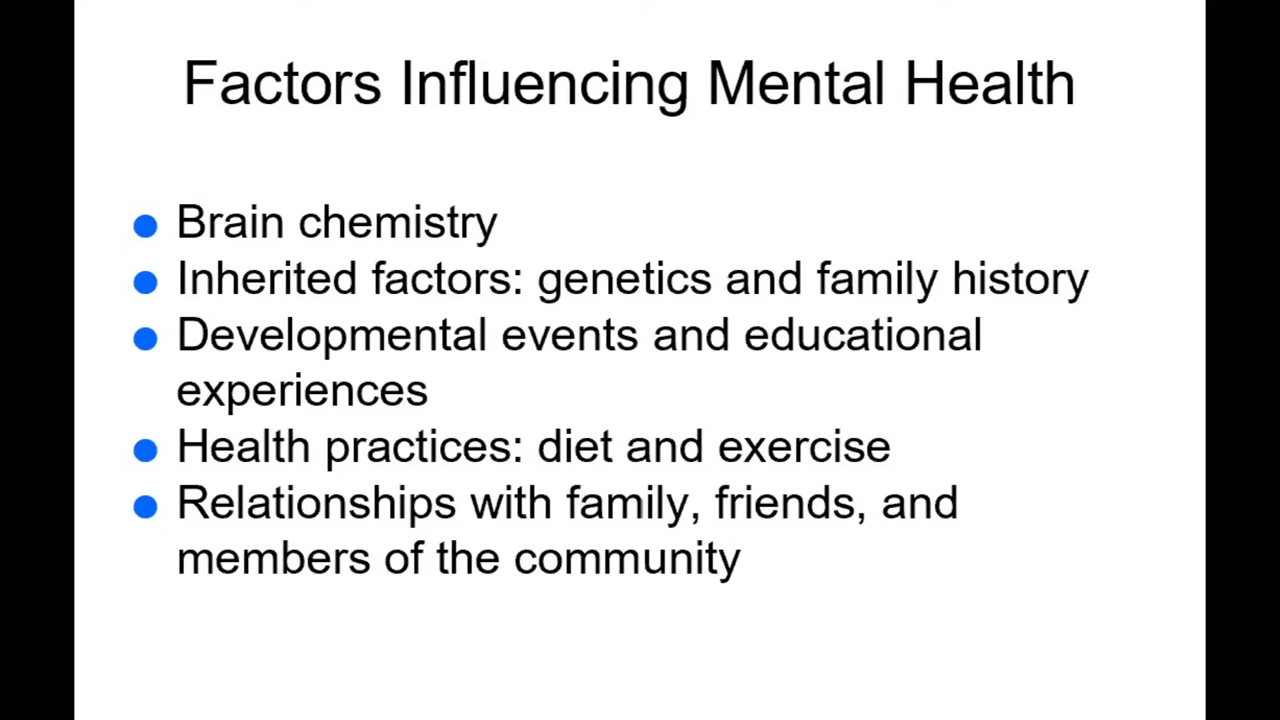 Factors Influencing Mental Health
● Brain chemistry
● Inherited factors: genetics and family history
● Developmental events and educational
experiences
● Health practices: diet and exercise
● Relationships with family, friends, and
members of the community